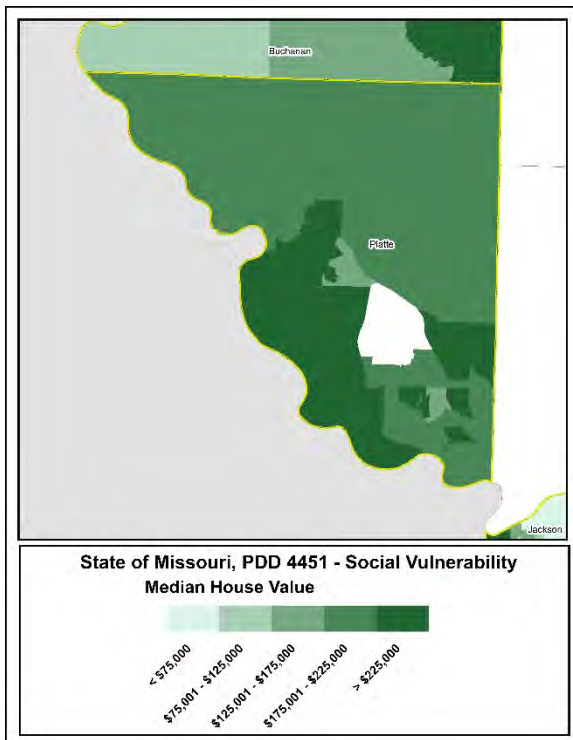 Buchanan
Platte
Jackson
State of Missouri, PDD 4451 - Social Vulnerability
Median House Value
< $75,000
$75,001 - $125,000
$125,001 - $175,000
$175,001 - $225,000
> $225,000